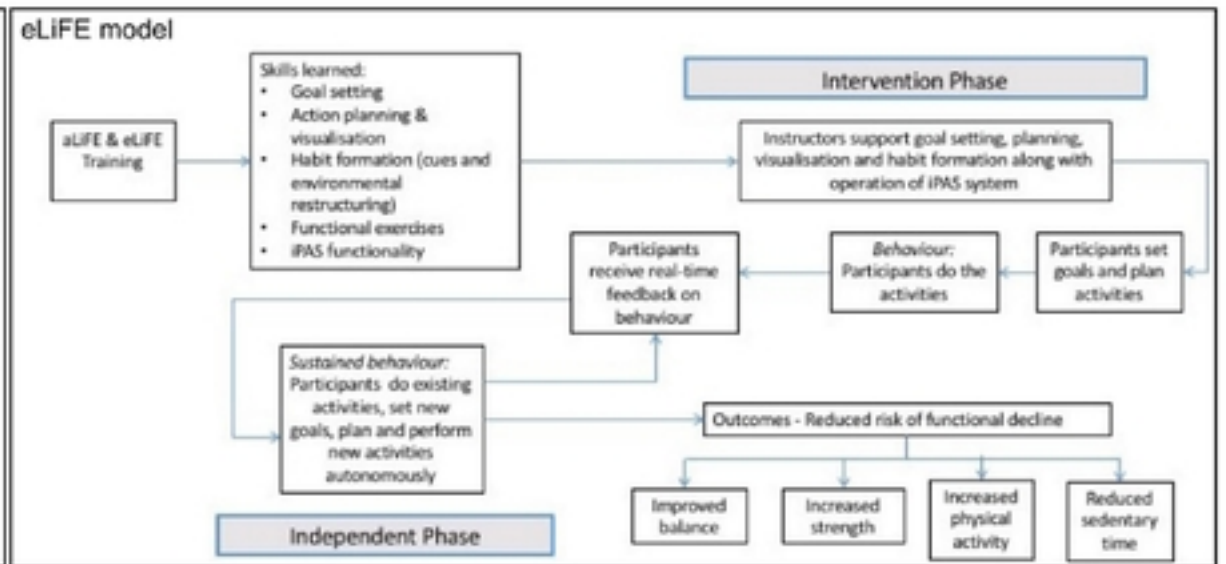 eLiFE model
aLiFE & eLiFE
Training
Skills learned:
• Goal setting
• Action planning &
visualisation
• Habit formation (cues and
environmental
restructuring)
• Functional exercises
• iPAS functionality
Intervention Phase
Instructors support goal setting, planning,
visualisation and habit formation along with
operation of iPAS system
Participants set
goals and plan
activities
Behaviour:
Participants do the
activities
Participants
receive real-time
feedback on
behaviour
Sustained behaviour:
Participants do existing
activities, set new
goals, plan and perform
new activities
autonomously
Outcomes - Reduced risk of functional decline
Improved
balance
Increased
strength
Increased
physical
activity
Reduced
sedentary
time
Independent Phase